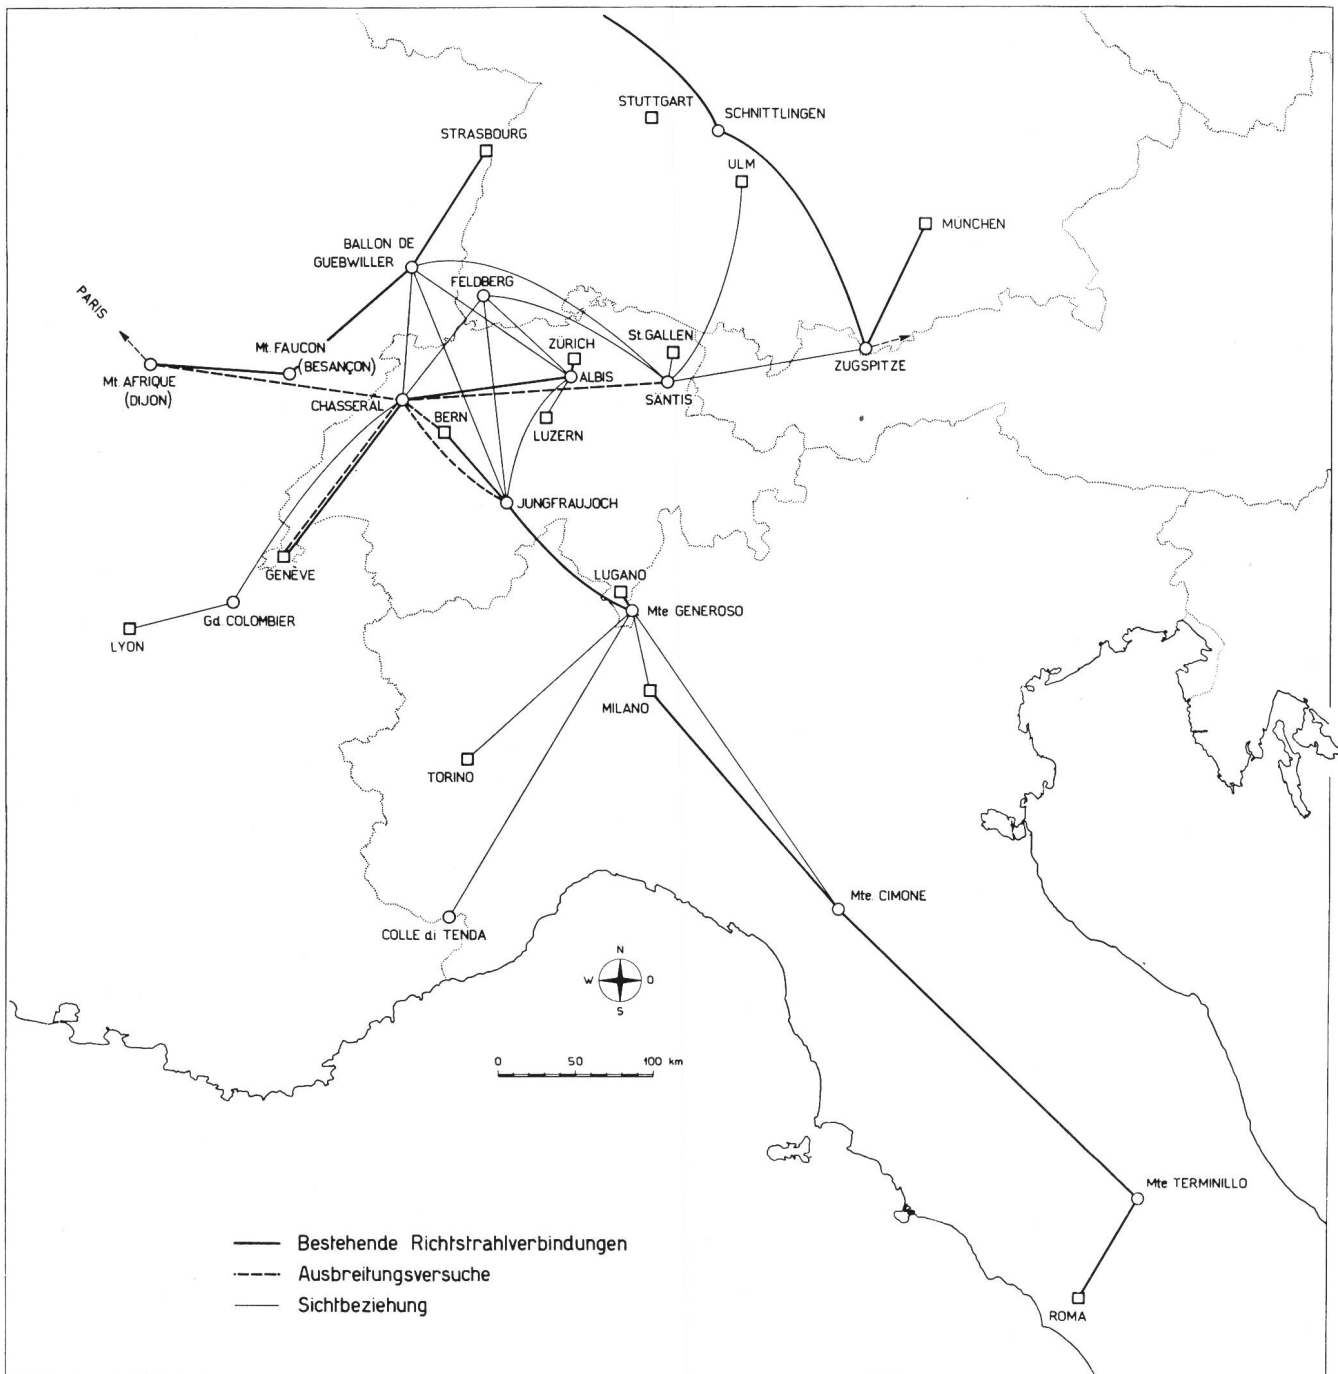 STUTTGART
SCHNITTLINGEN
STRASBOURG
ULM
MÜNCHEN
BALLON DE
GUEBWILLER
FELDBERG
PARIS
Mt. FAUCON
(BESANÇON)
ZÜRICH
St. GALLEN
ZUGSPITZE
Mt. AFRIQUE
(DIJON)
ALBIS
SÄNTIS
CHASSERAL
BERN
LUZERN
JUNGFRAUJOCH
GENÈVE
LUGANO
Mte GENEROSO
Gd. COLOMBIER
LYON
MILANO
TORINO
Mte. CIMONE
COLLE di TENDA
N
W O
S
0 50 100 km
Mte TERMINILLO
Bestehende Richtstrahlverbindungen
Ausbreitungsversuche
Sichtbeziehung
ROMA